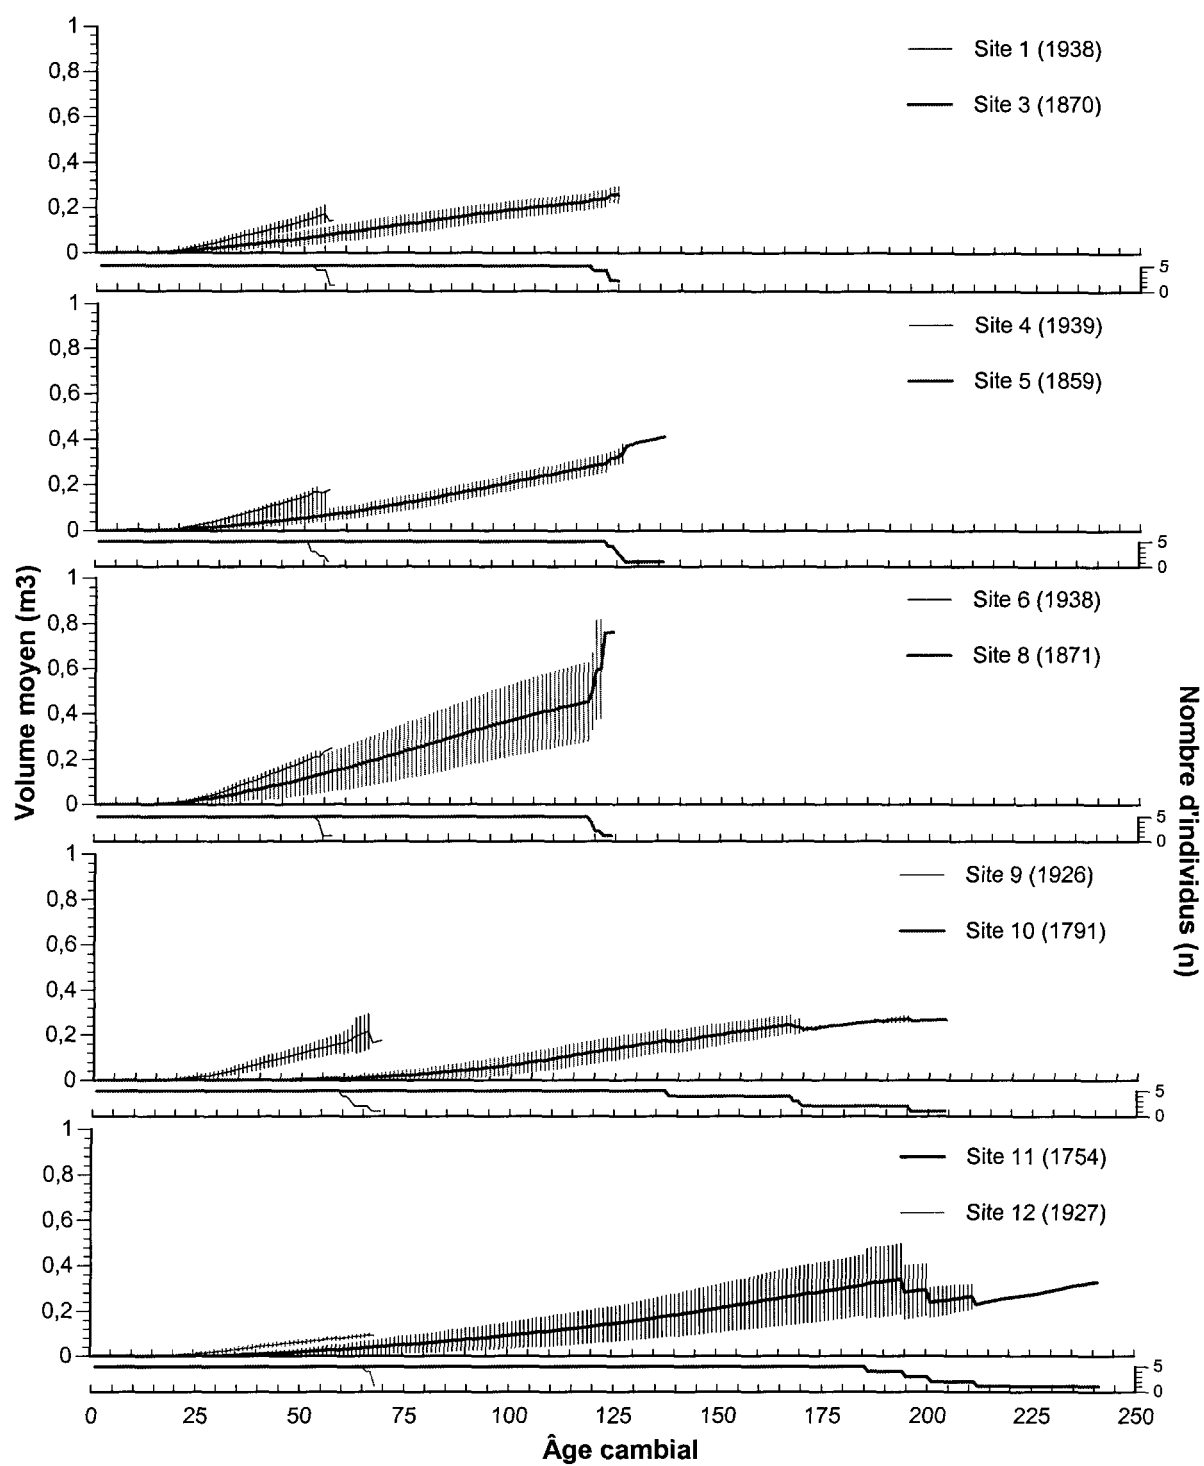 1
0,8
0,6
0,4
0,2
0
Site 1 (1938)
Site 3 (1870)
5
0
1
0,8
0,6
0,4
0,2
0
Site 4 (1939)
Site 5 (1859)
5
0
1
0,8
0,6
0,4
0,2
0
Site 6 (1938)
Site 8 (1871)
5
0
Volume moyen (m3)
Nombre d'individus (n)
1
0,8
0,6
0,4
0,2
0
Site 9 (1926)
Site 10 (1791)
5
0
1
0,8
0,6
0,4
0,2
0
Site 11 (1754)
Site 12 (1927)
5
0
0 25 50 75 100 125 150 175 200 225 250
Âge cambial